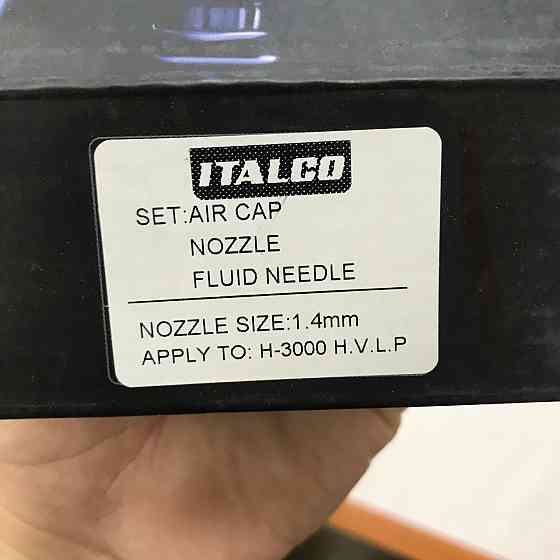 ITALCO
SET:AIR CAP
NOZZLE
FLUID NEEDLE
NOZZLE SIZE:1.4mm
APPLY TO: H-3000 H.V.L.P